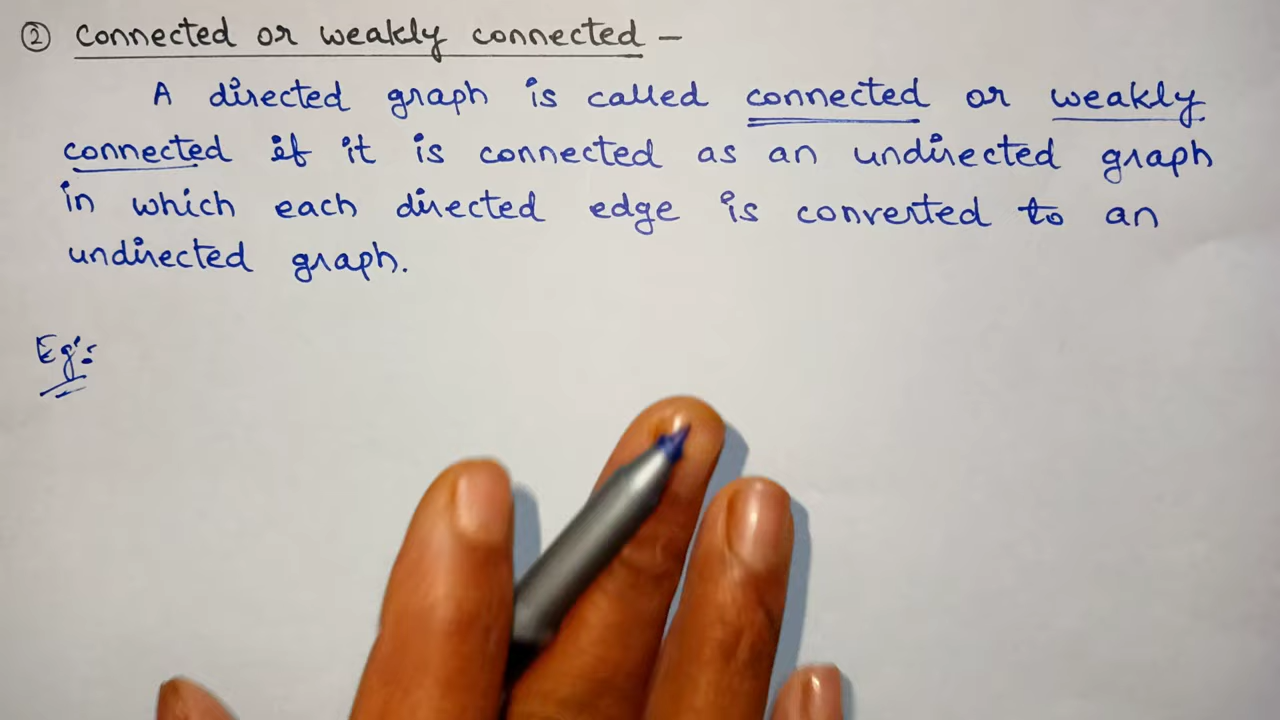 ② Connected or weakly connected -
A directed graph is called connected or weakly
connected if it is connected as an undirected graph
in which each directed edge is converted to an
undirected graph.
Eg: